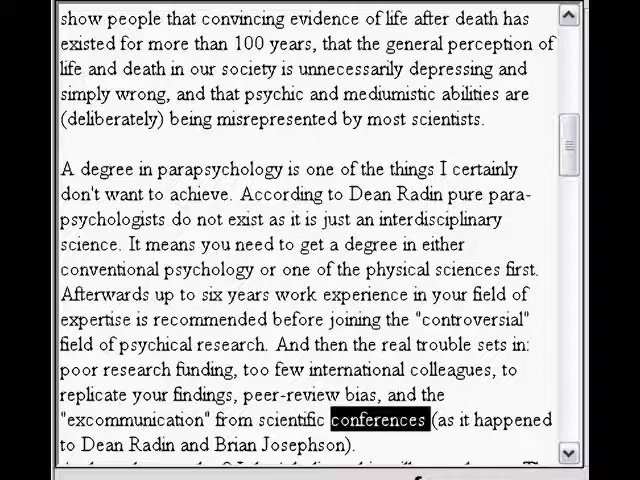 show people that convincing evidence of life after death has
existed for more than 100 years, that the general perception of
life and death in our society is unnecessarily depressing and
simply wrong, and that psychic and mediumistic abilities are
(deliberately) being misrepresented by most scientists.
A degree in parapsychology is one of the things I certainly
don't want to achieve. According to Dean Radin pure para-
psychologists do not exist as it is just an interdisciplinary
science. It means you need to get a degree in either
conventional psychology or one of the physical sciences first.
Afterwards up to six years work experience in your field of
expertise is recommended before joining the "controversial"
field of psychical research. And then the real trouble sets in:
poor research funding, too few international colleagues, to
replicate your findings, peer-review bias, and the
"excommunication" from scientific conferences (as it happened
to Dean Radin and Brian Josephson).